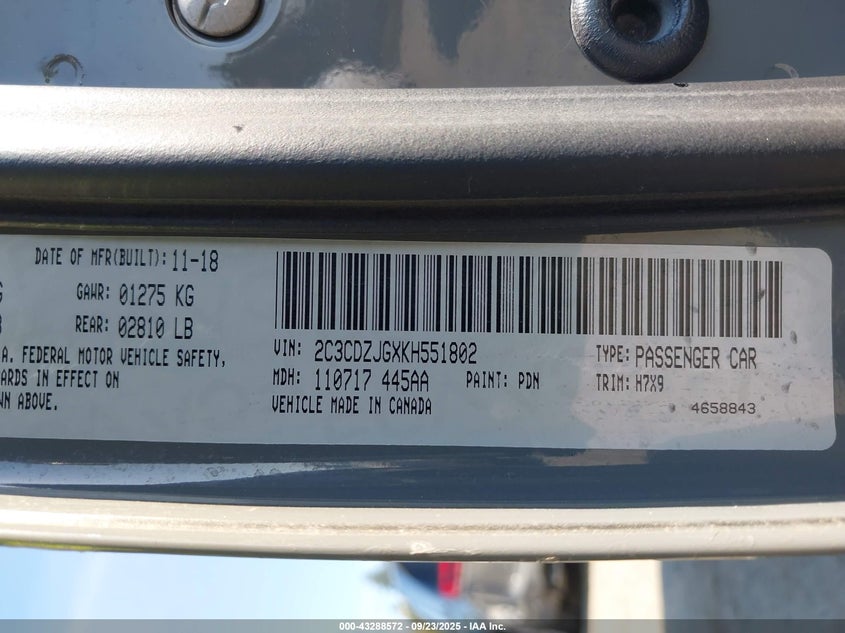 DATE OF MFR(BUILT): 11-18
GAWR: 01275 KG
REAR: 02810 LB
A. FEDERAL MOTOR VEHICLE SAFETY,
ARDS IN EFFECT ON
WN ABOVE.
VIN: 2C3CDZJGXKH551802
TYPE: PASSENGER CAR
MDH: 110717 445AA
PAINT: PDN
TRIM: H7X9
VEHICLE MADE IN CANADA
4658843
000-43288572 - 09/23/2025 - IAA Inc.